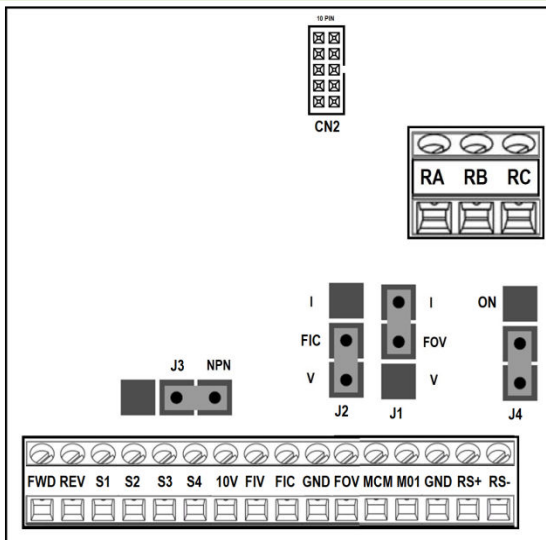 10 PIN
CN2
RA RB RC
I I ON
FIC FOV
J3 NPN V V
J2 J1 J4
FWD REV S1 S2 S3 S4 10V FIV FIC GND FOV MCM M01 GND RS+ RS-